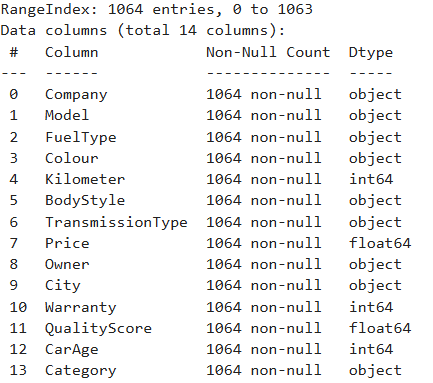 RangeIndex: 1064 entries, 0 to 1063
Data columns (total 14 columns):
 #   Column            Non-Null Count  Dtype
---  ------            --------------  -----
 0   Company           1064 non-null   object
 1   Model             1064 non-null   object
 2   FuelType          1064 non-null   object
 3   Colour            1064 non-null   object
 4   Kilometer         1064 non-null   int64
 5   BodyStyle         1064 non-null   object
 6   TransmissionType  1064 non-null   object
 7   Price             1064 non-null   float64
 8   Owner             1064 non-null   object
 9   City              1064 non-null   object
 10  Warranty          1064 non-null   int64
 11  QualityScore      1064 non-null   float64
 12  CarAge            1064 non-null   int64
 13  Category          1064 non-null   object